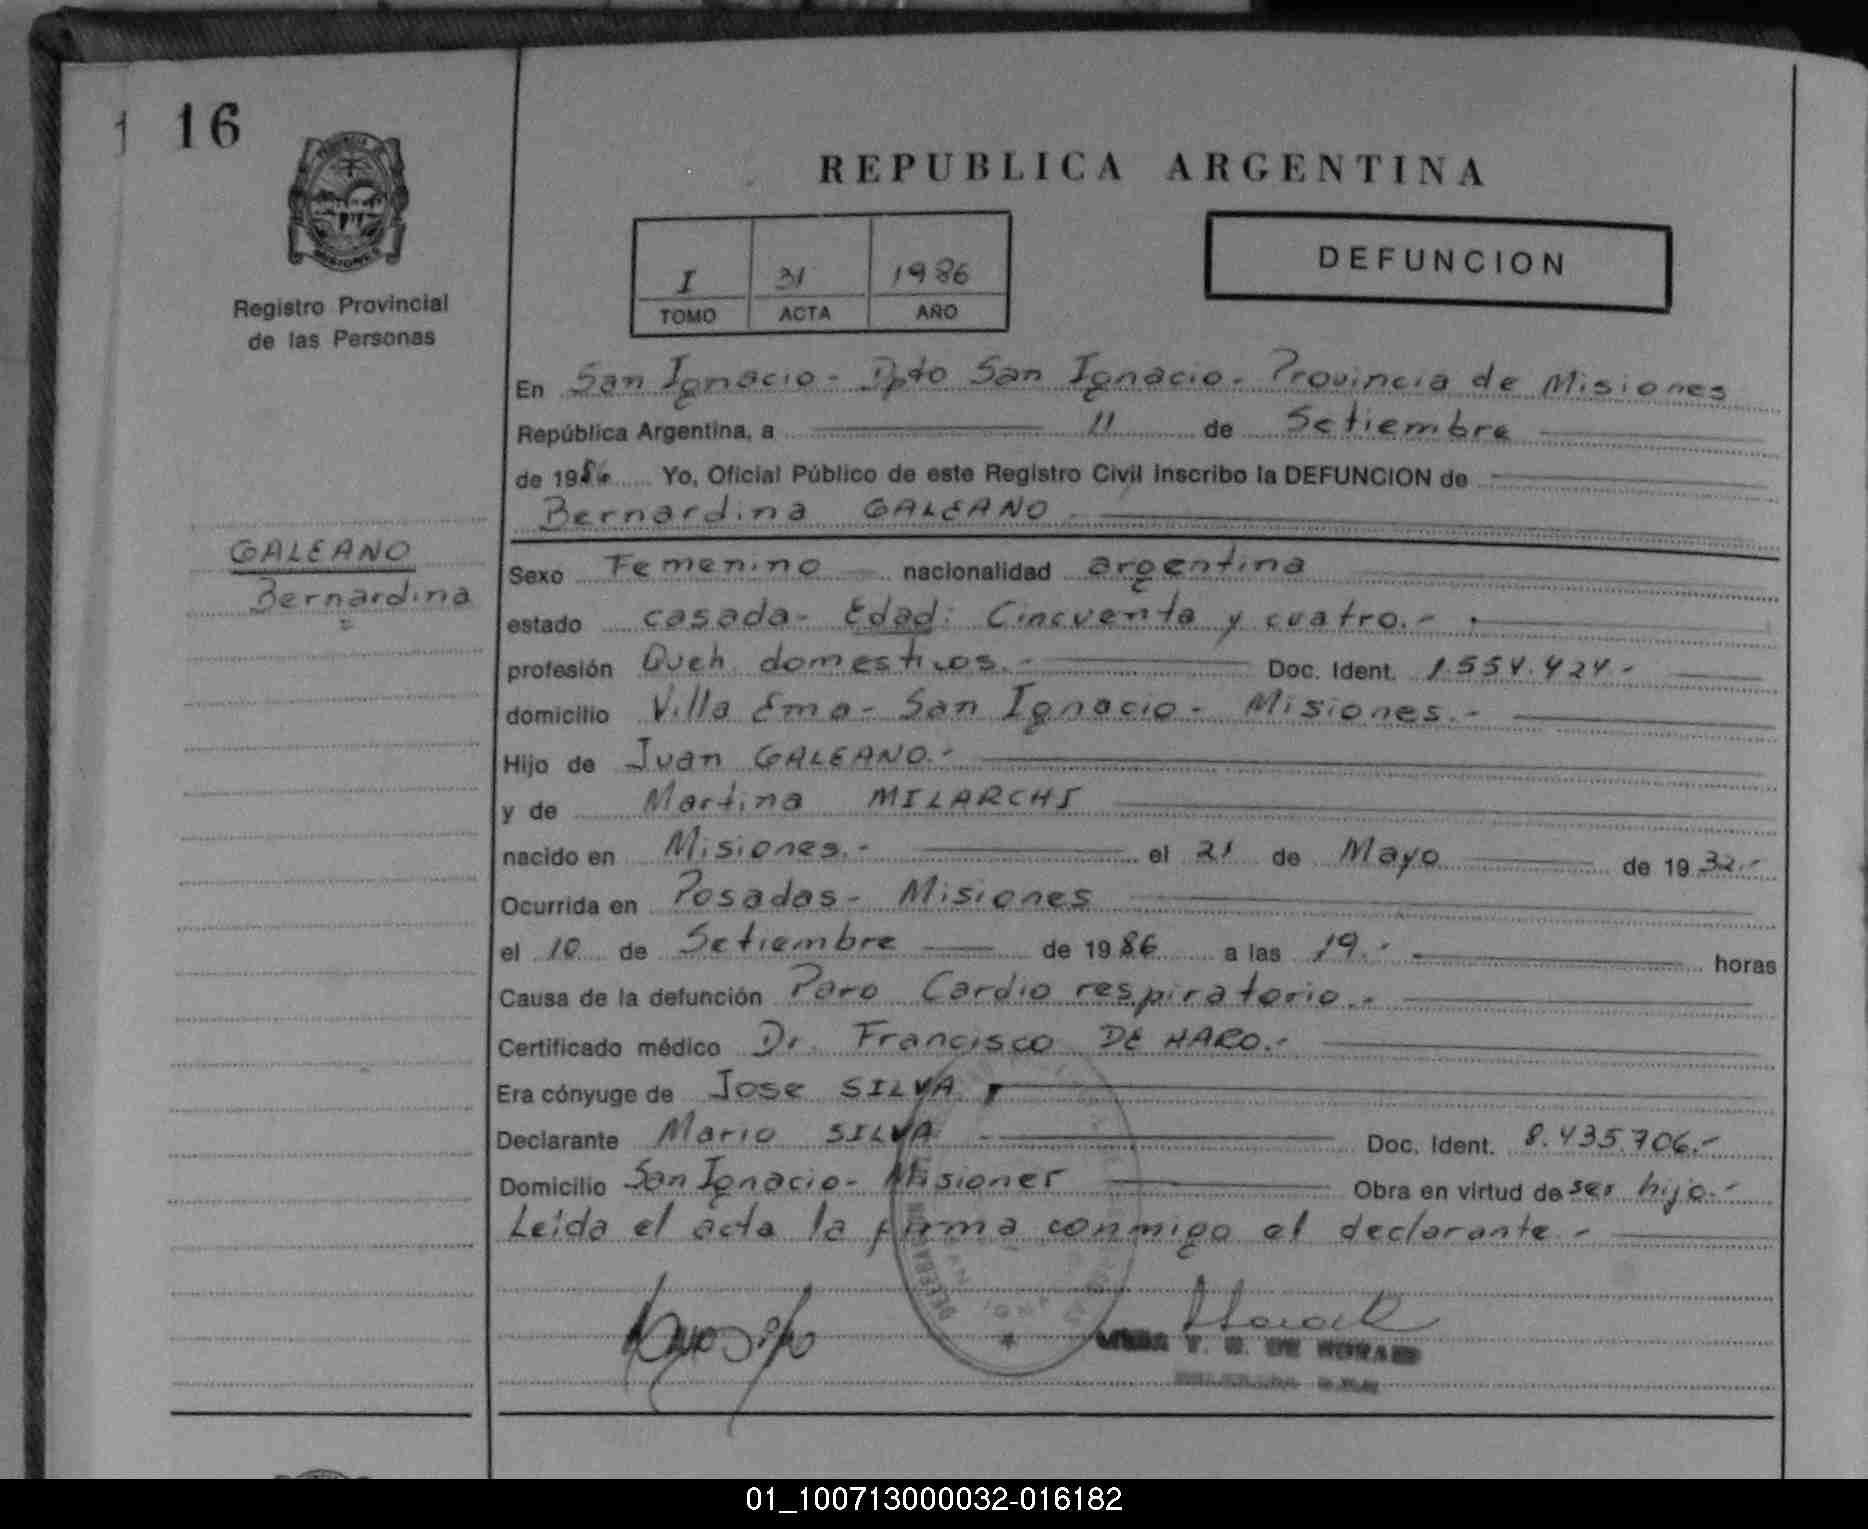 1 16
PROVINCIA
MISIONES
Registro Provincial
de las Personas
GALEANO
Bernardina
REPUBLICA ARGENTINA
I 31 1986
TOMO ACTA AÑO
DEFUNCION
En San Ignacio - Dpto San Ignacio - Provincia de Misiones
República Argentina, a 11 de Setiembre
de 1986 Yo, Oficial Público de este Registro Civil inscribo la DEFUNCION de
Bernardina GALEANO
Sexo Femenino nacionalidad argentina
estado casada - Edad: Cincuenta y cuatro.-
profesión Queh. domesticos.- Doc. Ident. 1.554.424-
domicilio Villa Ema - San Ignacio - Misiones.-
Hijo de Juan GALEANO.-
y de Martina MILARCHI
nacido en Misiones.- el 21 de Mayo de 1932.-
Ocurrida en Posadas - Misiones
el 10 de Setiembre de 1986 a las 19.- horas
Causa de la defunción Paro Cardio respiratorio.-
Certificado médico Dr. Francisco DE HARO.-
Era cónyuge de Jose SILVA
Declarante Mario SILVA Doc. Ident. 8.435.706.-
Domicilio San Ignacio - Misiones Obra en virtud de ser hijo.-
Leida el acta la firma conmigo el declarante.-
T. DE MORAES
01_100713000032-016182